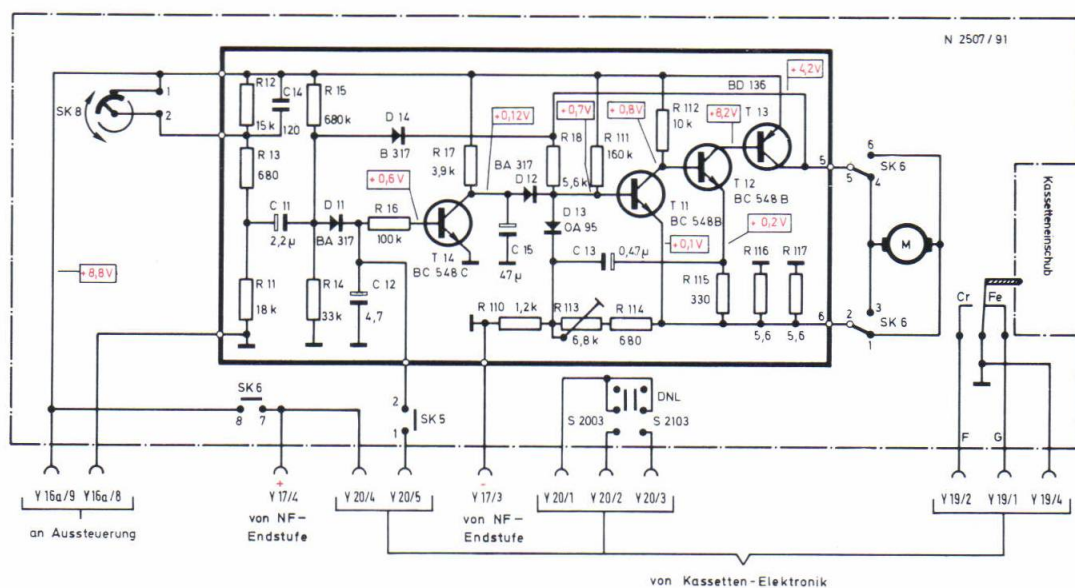 N 2507/91
SK 8
1
2
R 12
15 k
C 14
120
R 15
680 k
D 14
B 317
R 13
680
C 11
2,2 µ
D 11
BA 317
R 16
100 k
+0,6V
R 17
3,9 k
+0,12V
BA 317
D 12
T 14
BC 548 C
C 15
47 µ
R 18
5,6 k
+0,7V
R 111
160 k
D 13
OA 95
+0,8V
R 112
10 k
T 11
BC 548 B
+0,1V
+8,2V
T 12
BC 548 B
+0,2V
BD 136
T 13
+4,2V
C 13
0,47 µ
R 11
18 k
R 14
33 k
C 12
4,7
R 110
1,2 k
R 113
6,8 k
R 114
680
R 115
330
R 116
5,6
R 117
5,6
+8,8V
5
5
6
SK 6
4
M
6
2
3
SK 6
1
Kassetteneinschub
Cr
Fe
SK 6
8
7
2
SK 5
1
DNL
S 2003
S 2103
F
G
Y 16a/9
Y 16a/8
an Aussteuerung
+
Y 17/4
von NF-
Endstufe
Y 20/4
Y 20/5
-
Y 17/3
von NF-
Endstufe
Y 20/1
Y 20/2
Y 20/3
Y 19/2
Y 19/1
Y 19/4
von Kassetten-Elektronik